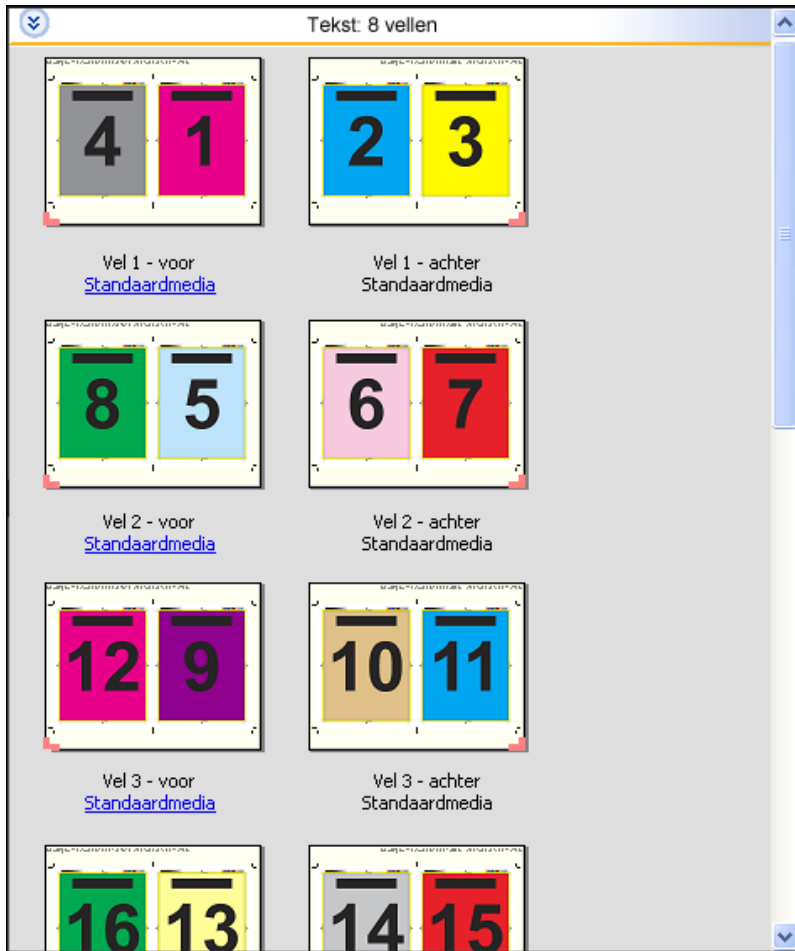 Tekst: 8 vellen
4 1 2 3
Vel 1 - voor Vel 1 - achter
Standaardmedia Standaardmedia
8 5 6 7
Vel 2 - voor Vel 2 - achter
Standaardmedia Standaardmedia
12 9 10 11
Vel 3 - voor Vel 3 - achter
Standaardmedia Standaardmedia
16 13 14 15